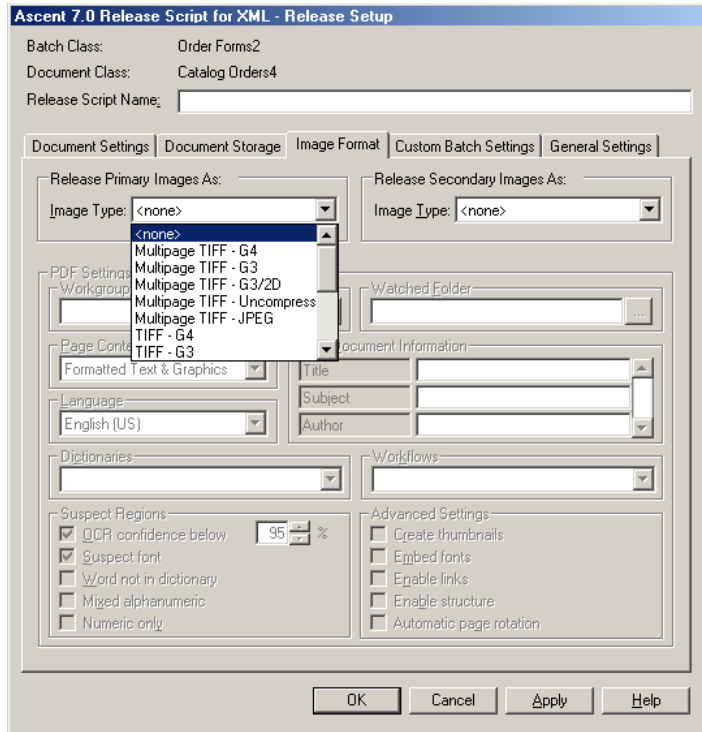 Ascent 7.0 Release Script for XML - Release Setup
Batch Class: Order Forms2
Document Class: Catalog Orders4
Release Script Name:
Document Settings Document Storage Image Format Custom Batch Settings General Settings
Release Primary Images As: Release Secondary Images As:
Image Type: <none> Image Type: <none>
<none>
Multipage TIFF - G4
Multipage TIFF - G3
Multipage TIFF - G3/2D
Multipage TIFF - Uncompress
Multipage TIFF - JPEG
TIFF - G4
TIFF - G3
PDF Settings
Workgroup Watched Folder
...
Page Conte ocument Information
Formatted Text & Graphics Title
Language Subject
English (US) Author
Dictionaries Workflows
Suspect Regions Advanced Settings
OCR confidence below 95 % Create thumbnails
Suspect font Embed fonts
Word not in dictionary Enable links
Mixed alphanumeric Enable structure
Numeric only Automatic page rotation
OK Cancel Apply Help